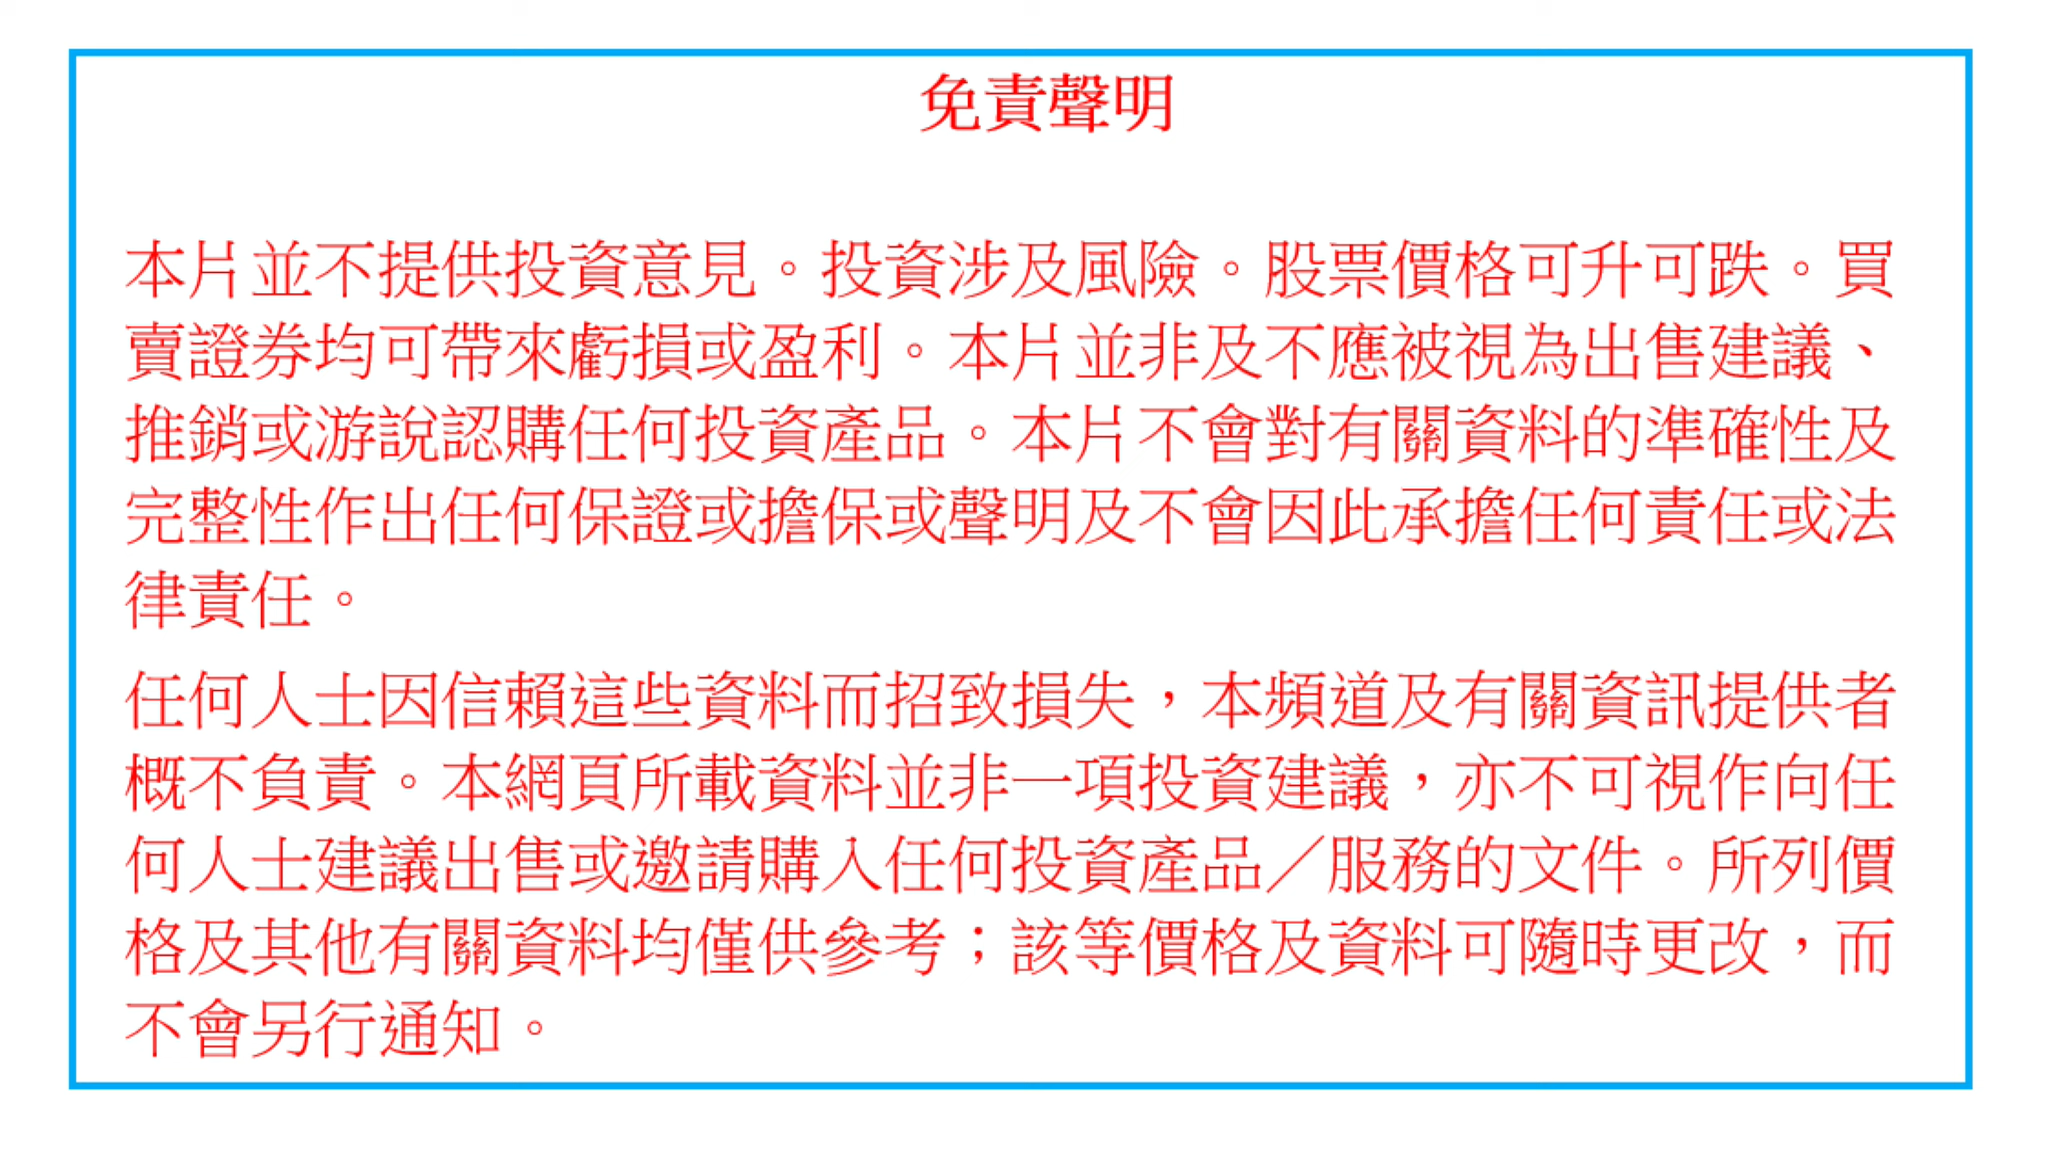 免責聲明
本片並不提供投資意見。投資涉及風險。股票價格可升可跌。買
賣證券均可帶來虧損或盈利。本片並非及不應被視為出售建議、
推銷或游說認購任何投資產品。本片不會對有關資料的準確性及
完整性作出任何保證或擔保或聲明及不會因此承擔任何責任或法
律責任。
任何人士因信賴這些資料而招致損失，本頻道及有關資訊提供者
概不負責。本網頁所載資料並非一項投資建議，亦不可視作向任
何人士建議出售或邀請購入任何投資產品／服務的文件。所列價
格及其他有關資料均僅供參考；該等價格及資料可隨時更改，而
不會另行通知。